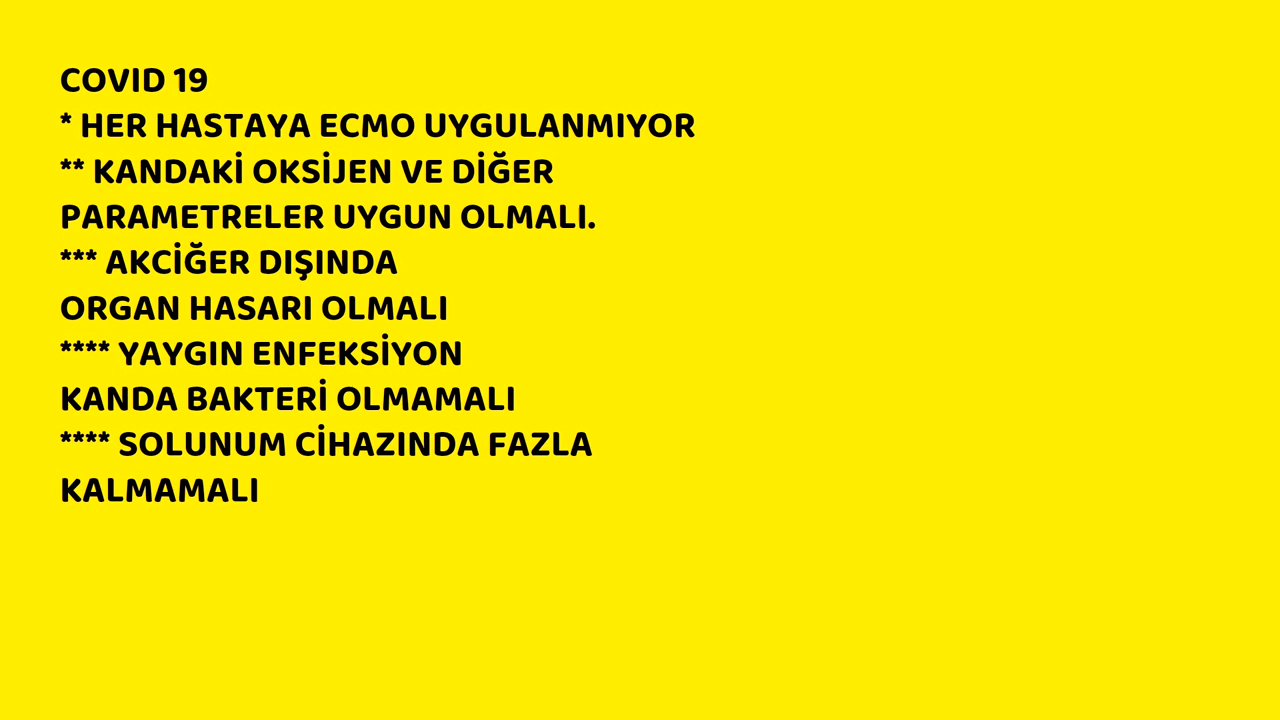 COVID 19
* HER HASTAYA ECMO UYGULANMIYOR
** KANDAKİ OKSİJEN VE DİĞER
PARAMETRELER UYGUN OLMALI.
*** AKCİĞER DIŞINDA
ORGAN HASARI OLMALI
**** YAYGIN ENFEKSİYON
KANDA BAKTERİ OLMAMALI
**** SOLUNUM CİHAZINDA FAZLA
KALMAMALI